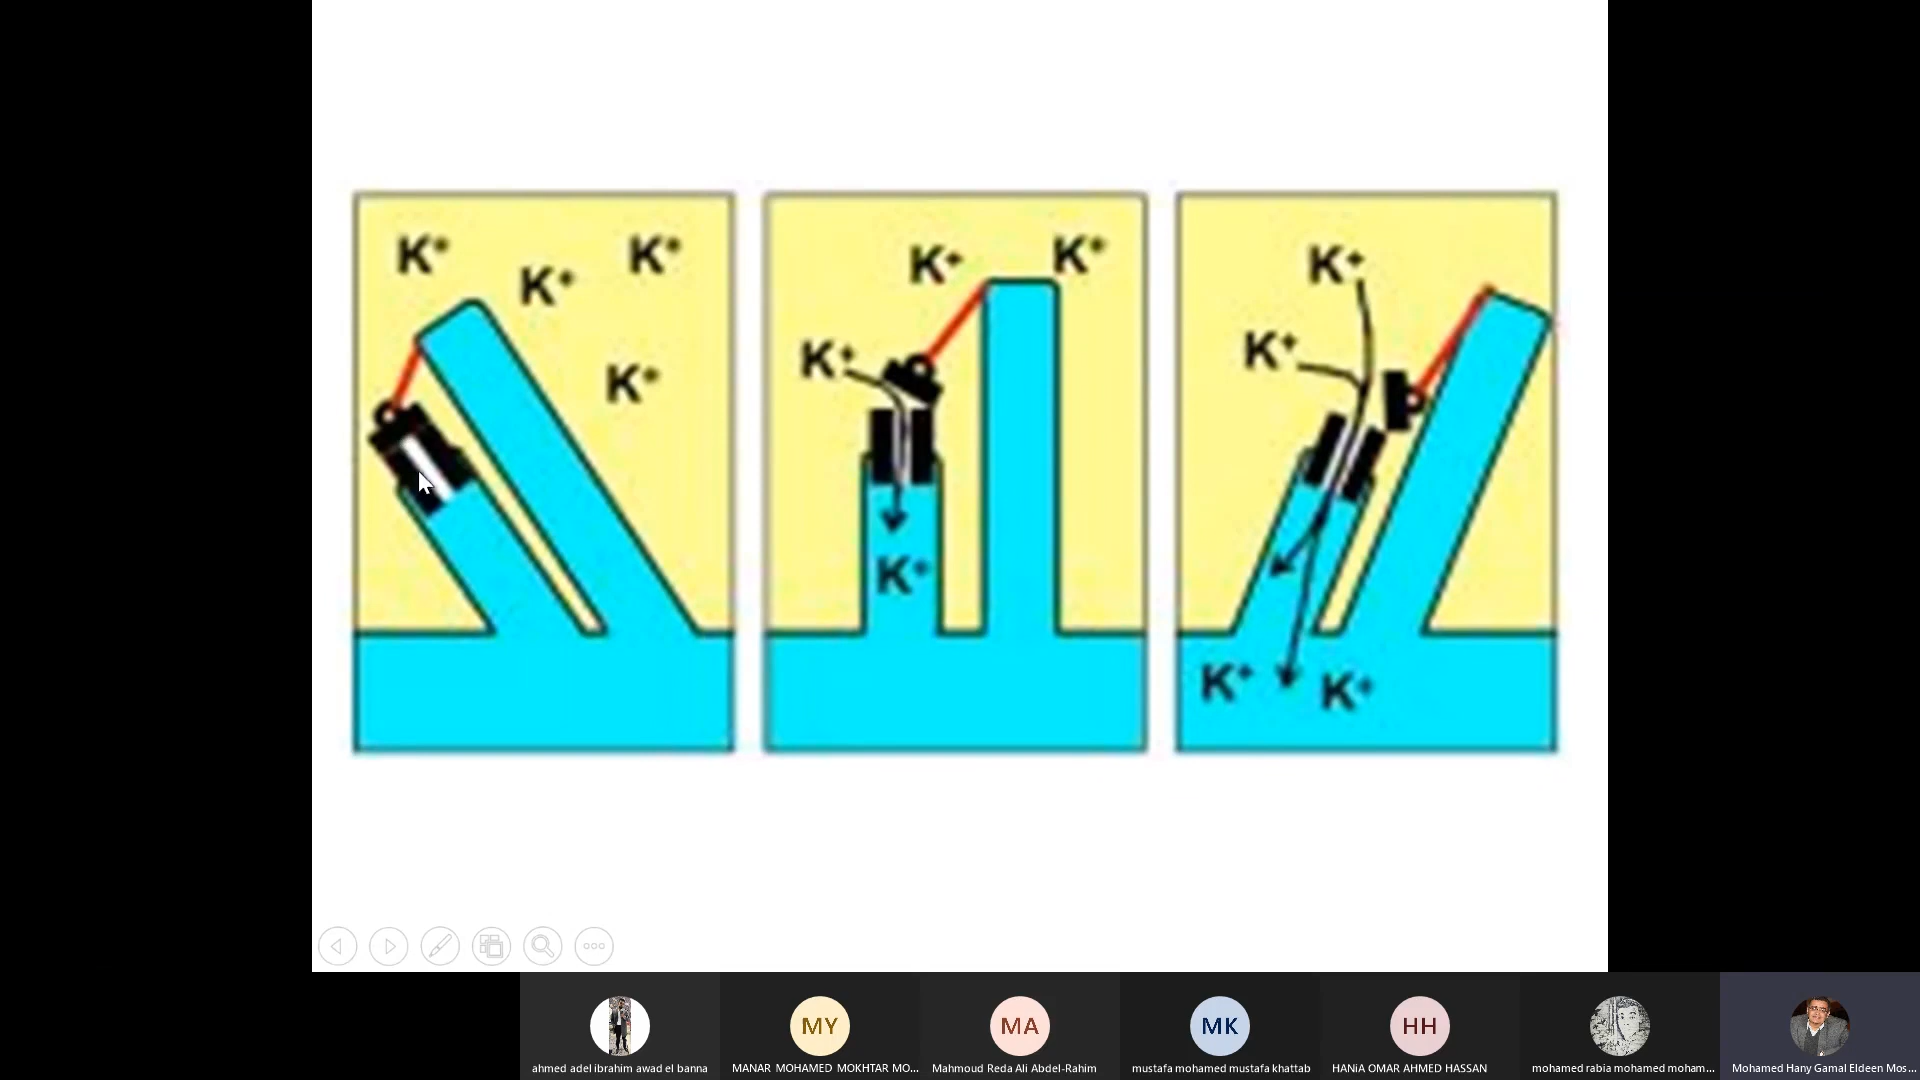 K⁺ K⁺ K⁺ K⁺
K⁺ K⁺ K⁺ K⁺
K⁺ K⁺ K⁺ K⁺
MY MA MK HH
ahmed adel ibrahim awad el banna
MANAR MOHAMED MOKHTAR MO...
Mahmoud Reda Ali Abdel-Rahim
mustafa mohamed mustafa khattab
HANiA OMAR AHMED HASSAN
mohamed rabia mohamed moham...
Mohamed Hany Gamal Eldeen Mos...